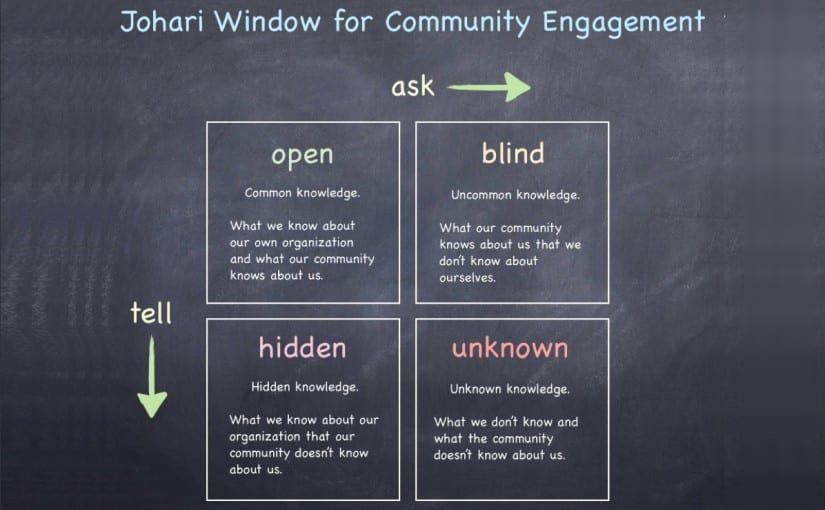 Johari Window for Community Engagement
ask
open
Common knowledge.
What we know about
our own organization
and what our community
knows about us.
blind
Uncommon knowledge.
What our community
knows about us that we
don't know about
ourselves.
tell
hidden
Hidden knowledge.
What we know about our
organization that our
community doesn't know
about us.
unknown
Unknown knowledge.
What we don't know and
what the community
doesn't know about us.